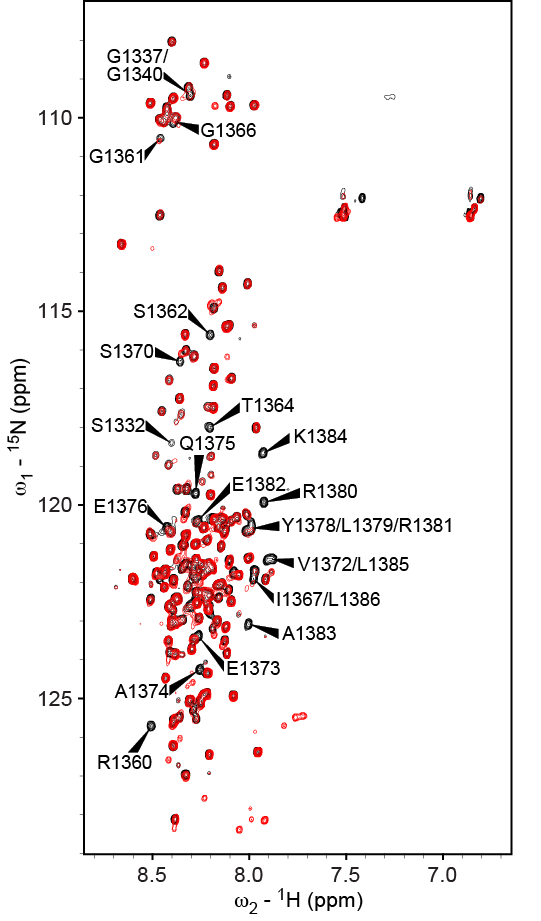 G1337/
G1340
110
G1366
G1361
115
S1362
S1370
T1364
S1332
Q1375
K1384
E1382
R1380
120
E1376
Y1378/L1379/R1381
V1372/L1385
I1367/L1386
A1383
E1373
A1374
125
R1360
ω1 - 15N (ppm)
8.5 8.0 7.5 7.0
ω2 - 1H (ppm)